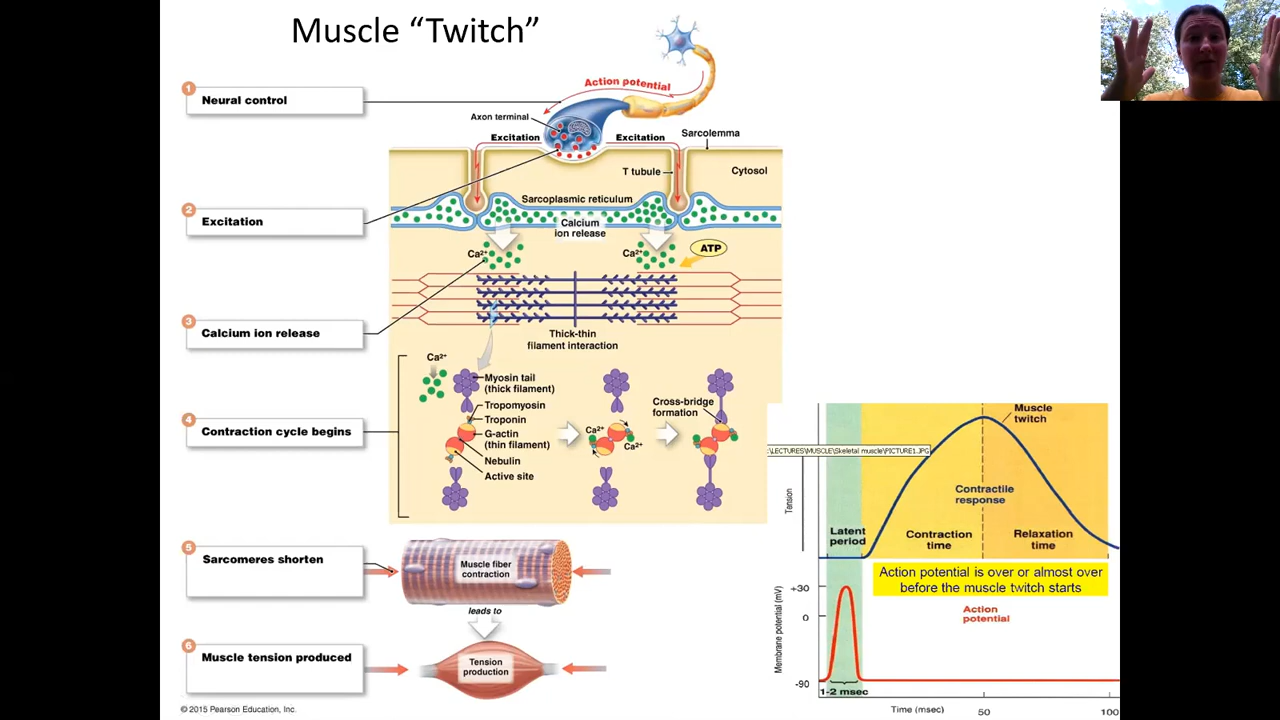 Muscle “Twitch”
1
Neural control
Action potential
Axon terminal
Excitation
Excitation
Sarcolemma
T tubule
Cytosol
2
Excitation
Sarcoplasmic reticulum
Calcium
ion release
Ca²⁺
Ca²⁺
ATP
3
Calcium ion release
Thick-thin
filament interaction
Ca²⁺
Myosin tail
(thick filament)
Tropomyosin
Troponin
G-actin
(thin filament)
Nebulin
Active site
Ca²⁺
Ca²⁺
Cross-bridge
formation
4
Contraction cycle begins
5
Sarcomeres shorten
Muscle fiber
contraction
leads to
6
Muscle tension produced
Tension
production
© 2015 Pearson Education, Inc.
Muscle
twitch
:\LECTURES\MUSCLE\Skeletal muscle\PICTURE1.JPG
Tension
Contractile
response
Latent
period
Contraction
time
Relaxation
time
Action potential is over or almost over
before the muscle twitch starts
Membrane potential (mV)
+30
0
-90
Action
potential
1-2 msec
Time (msec)
50
100